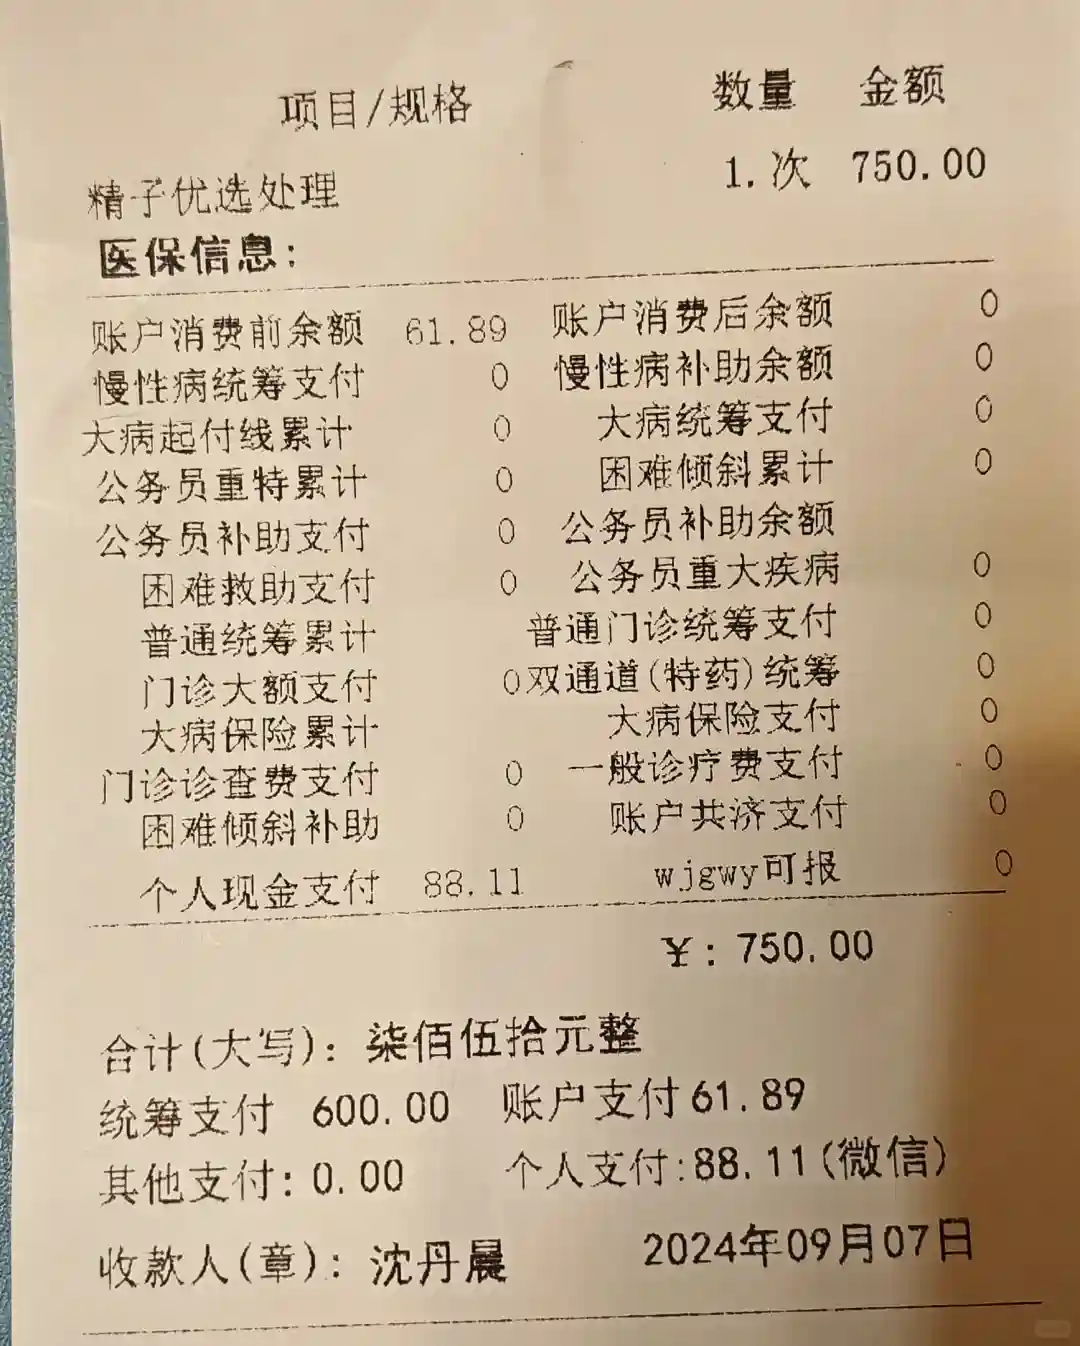 项目/规格 数量 金额
精子优选处理 1.次 750.00
医保信息:
账户消费前余额 61.89 账户消费后余额 0
慢性病统筹支付 0 慢性病补助余额 0
大病起付线累计 0 大病统筹支付 0
公务员重特累计 0 困难倾斜累计 0
公务员补助支付 0 公务员补助余额
困难救助支付 0 公务员重大疾病 0
普通统筹累计 普通门诊统筹支付 0
门诊大额支付 0 双通道(特药)统筹 0
大病保险累计 大病保险支付 0
门诊诊查费支付 0 一般诊疗费支付 0
困难倾斜补助 0 账户共济支付 0
个人现金支付 88.11 wjgwy可报 0
¥: 750.00
合计(大写): 柒佰伍拾元整
统筹支付 600.00 账户支付 61.89
其他支付: 0.00 个人支付:88.11(微信)
收款人(章): 沈丹晨 2024年09月07日